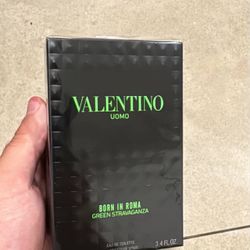 VALENTINO
UOMO
BORN IN ROMA
GREEN STRAVAGANZA
EAU DE TOILETTE
3.4 FL.OZ